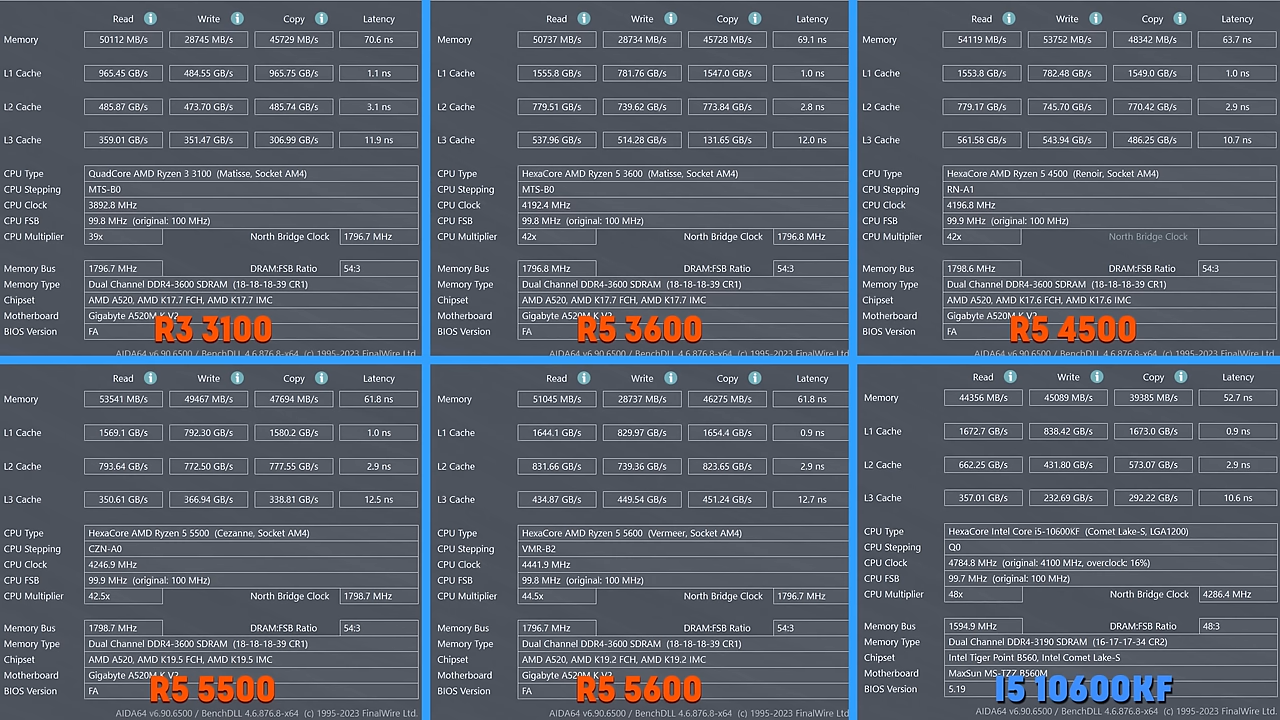 Read Write Copy Latency
Memory 50112 MB/s 28745 MB/s 45729 MB/s 70.6 ns
L1 Cache 965.45 GB/s 484.55 GB/s 965.75 GB/s 1.1 ns
L2 Cache 485.87 GB/s 473.70 GB/s 485.74 GB/s 3.1 ns
L3 Cache 359.01 GB/s 351.47 GB/s 306.99 GB/s 11.9 ns
CPU Type QuadCore AMD Ryzen 3 3100 (Matisse, Socket AM4)
CPU Stepping MTS-B0
CPU Clock 3892.8 MHz
CPU FSB 99.8 MHz (original: 100 MHz)
CPU Multiplier 39x North Bridge Clock 1796.7 MHz
Memory Bus 1796.7 MHz DRAM:FSB Ratio 54:3
Memory Type Dual Channel DDR4-3600 SDRAM (18-18-18-39 CR1)
Chipset AMD A520, AMD K17.7 FCH, AMD K17.7 IMC
Motherboard Gigabyte A520M K V2
BIOS Version FA
R3 3100
AIDA64 v6.90.6500 / BenchDLL 4.6.876.8-x64 (c) 1995-2023 FinalWire Ltd.
Read Write Copy Latency
Memory 50737 MB/s 28734 MB/s 45728 MB/s 69.1 ns
L1 Cache 1555.8 GB/s 781.76 GB/s 1547.0 GB/s 1.0 ns
L2 Cache 779.51 GB/s 739.62 GB/s 773.84 GB/s 2.8 ns
L3 Cache 537.96 GB/s 514.28 GB/s 131.65 GB/s 12.0 ns
CPU Type HexaCore AMD Ryzen 5 3600 (Matisse, Socket AM4)
CPU Stepping MTS-B0
CPU Clock 4192.4 MHz
CPU FSB 99.8 MHz (original: 100 MHz)
CPU Multiplier 42x North Bridge Clock 1796.8 MHz
Memory Bus 1796.8 MHz DRAM:FSB Ratio 54:3
Memory Type Dual Channel DDR4-3600 SDRAM (18-18-18-39 CR1)
Chipset AMD A520, AMD K17.7 FCH, AMD K17.7 IMC
Motherboard Gigabyte A520M K V2
BIOS Version FA
R5 3600
AIDA64 v6.90.6500 / BenchDLL 4.6.876.8-x64 (c) 1995-2023 FinalWire Ltd
Read Write Copy Latency
Memory 54119 MB/s 53752 MB/s 48342 MB/s 63.7 ns
L1 Cache 1553.8 GB/s 782.48 GB/s 1549.0 GB/s 1.0 ns
L2 Cache 779.17 GB/s 745.70 GB/s 770.42 GB/s 2.9 ns
L3 Cache 561.58 GB/s 543.94 GB/s 486.25 GB/s 10.7 ns
CPU Type HexaCore AMD Ryzen 5 4500 (Renoir, Socket AM4)
CPU Stepping RN-A1
CPU Clock 4196.8 MHz
CPU FSB 99.9 MHz (original: 100 MHz)
CPU Multiplier 42x North Bridge Clock
Memory Bus 1798.6 MHz DRAM:FSB Ratio 54:3
Memory Type Dual Channel DDR4-3600 SDRAM (18-18-18-39 CR1)
Chipset AMD A520, AMD K17.6 FCH, AMD K17.6 IMC
Motherboard Gigabyte A520M K V2
BIOS Version FA
R5 4500
AIDA64 v6.90.6500 / BenchDLL 4.6.876.8-x64 (c) 1995-2023 FinalWire Ltd.
Read Write Copy Latency
Memory 53541 MB/s 49467 MB/s 47694 MB/s 61.8 ns
L1 Cache 1569.1 GB/s 792.30 GB/s 1580.2 GB/s 1.0 ns
L2 Cache 793.64 GB/s 772.50 GB/s 777.55 GB/s 2.9 ns
L3 Cache 350.61 GB/s 366.94 GB/s 338.81 GB/s 12.5 ns
CPU Type HexaCore AMD Ryzen 5 5500 (Cezanne, Socket AM4)
CPU Stepping CZN-A0
CPU Clock 4246.9 MHz
CPU FSB 99.9 MHz (original: 100 MHz)
CPU Multiplier 42.5x North Bridge Clock 1798.7 MHz
Memory Bus 1798.7 MHz DRAM:FSB Ratio 54:3
Memory Type Dual Channel DDR4-3600 SDRAM (18-18-18-39 CR1)
Chipset AMD A520, AMD K19.5 FCH, AMD K19.5 IMC
Motherboard Gigabyte A520M K V2
BIOS Version FA
R5 5500
AIDA64 v6.90.6500 / BenchDLL 4.6.876.8-x64 (c) 1995-2023 FinalWire Ltd.
Read Write Copy Latency
Memory 51045 MB/s 28737 MB/s 46275 MB/s 61.8 ns
L1 Cache 1644.1 GB/s 829.97 GB/s 1654.4 GB/s 0.9 ns
L2 Cache 831.66 GB/s 739.36 GB/s 823.65 GB/s 2.9 ns
L3 Cache 434.87 GB/s 449.54 GB/s 451.24 GB/s 12.7 ns
CPU Type HexaCore AMD Ryzen 5 5600 (Vermeer, Socket AM4)
CPU Stepping VMR-B2
CPU Clock 4441.9 MHz
CPU FSB 99.8 MHz (original: 100 MHz)
CPU Multiplier 44.5x North Bridge Clock 1796.7 MHz
Memory Bus 1796.7 MHz DRAM:FSB Ratio 54:3
Memory Type Dual Channel DDR4-3600 SDRAM (18-18-18-39 CR1)
Chipset AMD A520, AMD K19.2 FCH, AMD K19.2 IMC
Motherboard Gigabyte A520M K V2
BIOS Version FA
R5 5600
AIDA64 v6.90.6500 / BenchDLL 4.6.876.8-x64 (c) 1995-2023 FinalWire Ltd
Read Write Copy Latency
Memory 44356 MB/s 45089 MB/s 39385 MB/s 52.7 ns
L1 Cache 1672.7 GB/s 838.42 GB/s 1673.0 GB/s 0.9 ns
L2 Cache 662.25 GB/s 431.80 GB/s 573.07 GB/s 2.9 ns
L3 Cache 357.01 GB/s 232.69 GB/s 292.22 GB/s 10.6 ns
CPU Type HexaCore Intel Core i5-10600KF (Comet Lake-S, LGA1200)
CPU Stepping Q0
CPU Clock 4784.8 MHz (original: 4100 MHz, overclock: 16%)
CPU FSB 99.7 MHz (original: 100 MHz)
CPU Multiplier 48x North Bridge Clock 4286.4 MHz
Memory Bus 1594.9 MHz DRAM:FSB Ratio 48:3
Memory Type Dual Channel DDR4-3190 SDRAM (16-17-17-34 CR2)
Chipset Intel Tiger Point B560, Intel Comet Lake-S
Motherboard MaxSun MS-TZZ B560M
BIOS Version 5.19
I5 10600KF
AIDA64 v6.90.6500 / BenchDLL 4.6.876.8-x64 (c) 1995-2023 FinalWire Ltd.